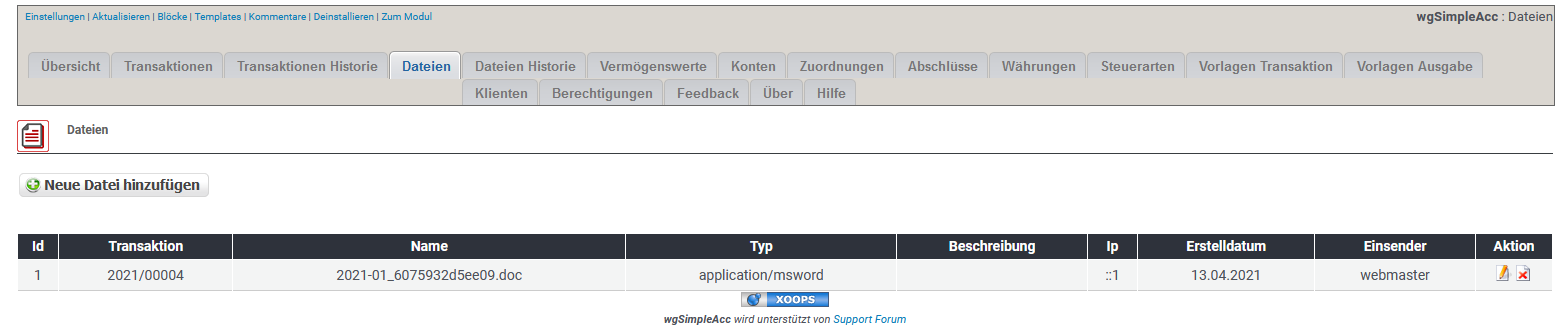 Einstellungen | Aktualisieren | Blöcke | Templates | Kommentare | Deinstallieren | Zum Modul
wgSimpleAcc : Dateien
Übersicht Transaktionen Transaktionen Historie Dateien Dateien Historie Vermögenswerte Konten Zuordnungen Abschlüsse Währungen Steuerarten Vorlagen Transaktion Vorlagen Ausgabe
Klienten Berechtigungen Feedback Über Hilfe
Dateien
Neue Datei hinzufügen
Id Transaktion Name Typ Beschreibung Ip Erstelldatum Einsender Aktion
1 2021/00004 2021-01_6075932d5ee09.doc application/msword ::1 13.04.2021 webmaster
XOOPS
wgSimpleAcc wird unterstützt von Support Forum